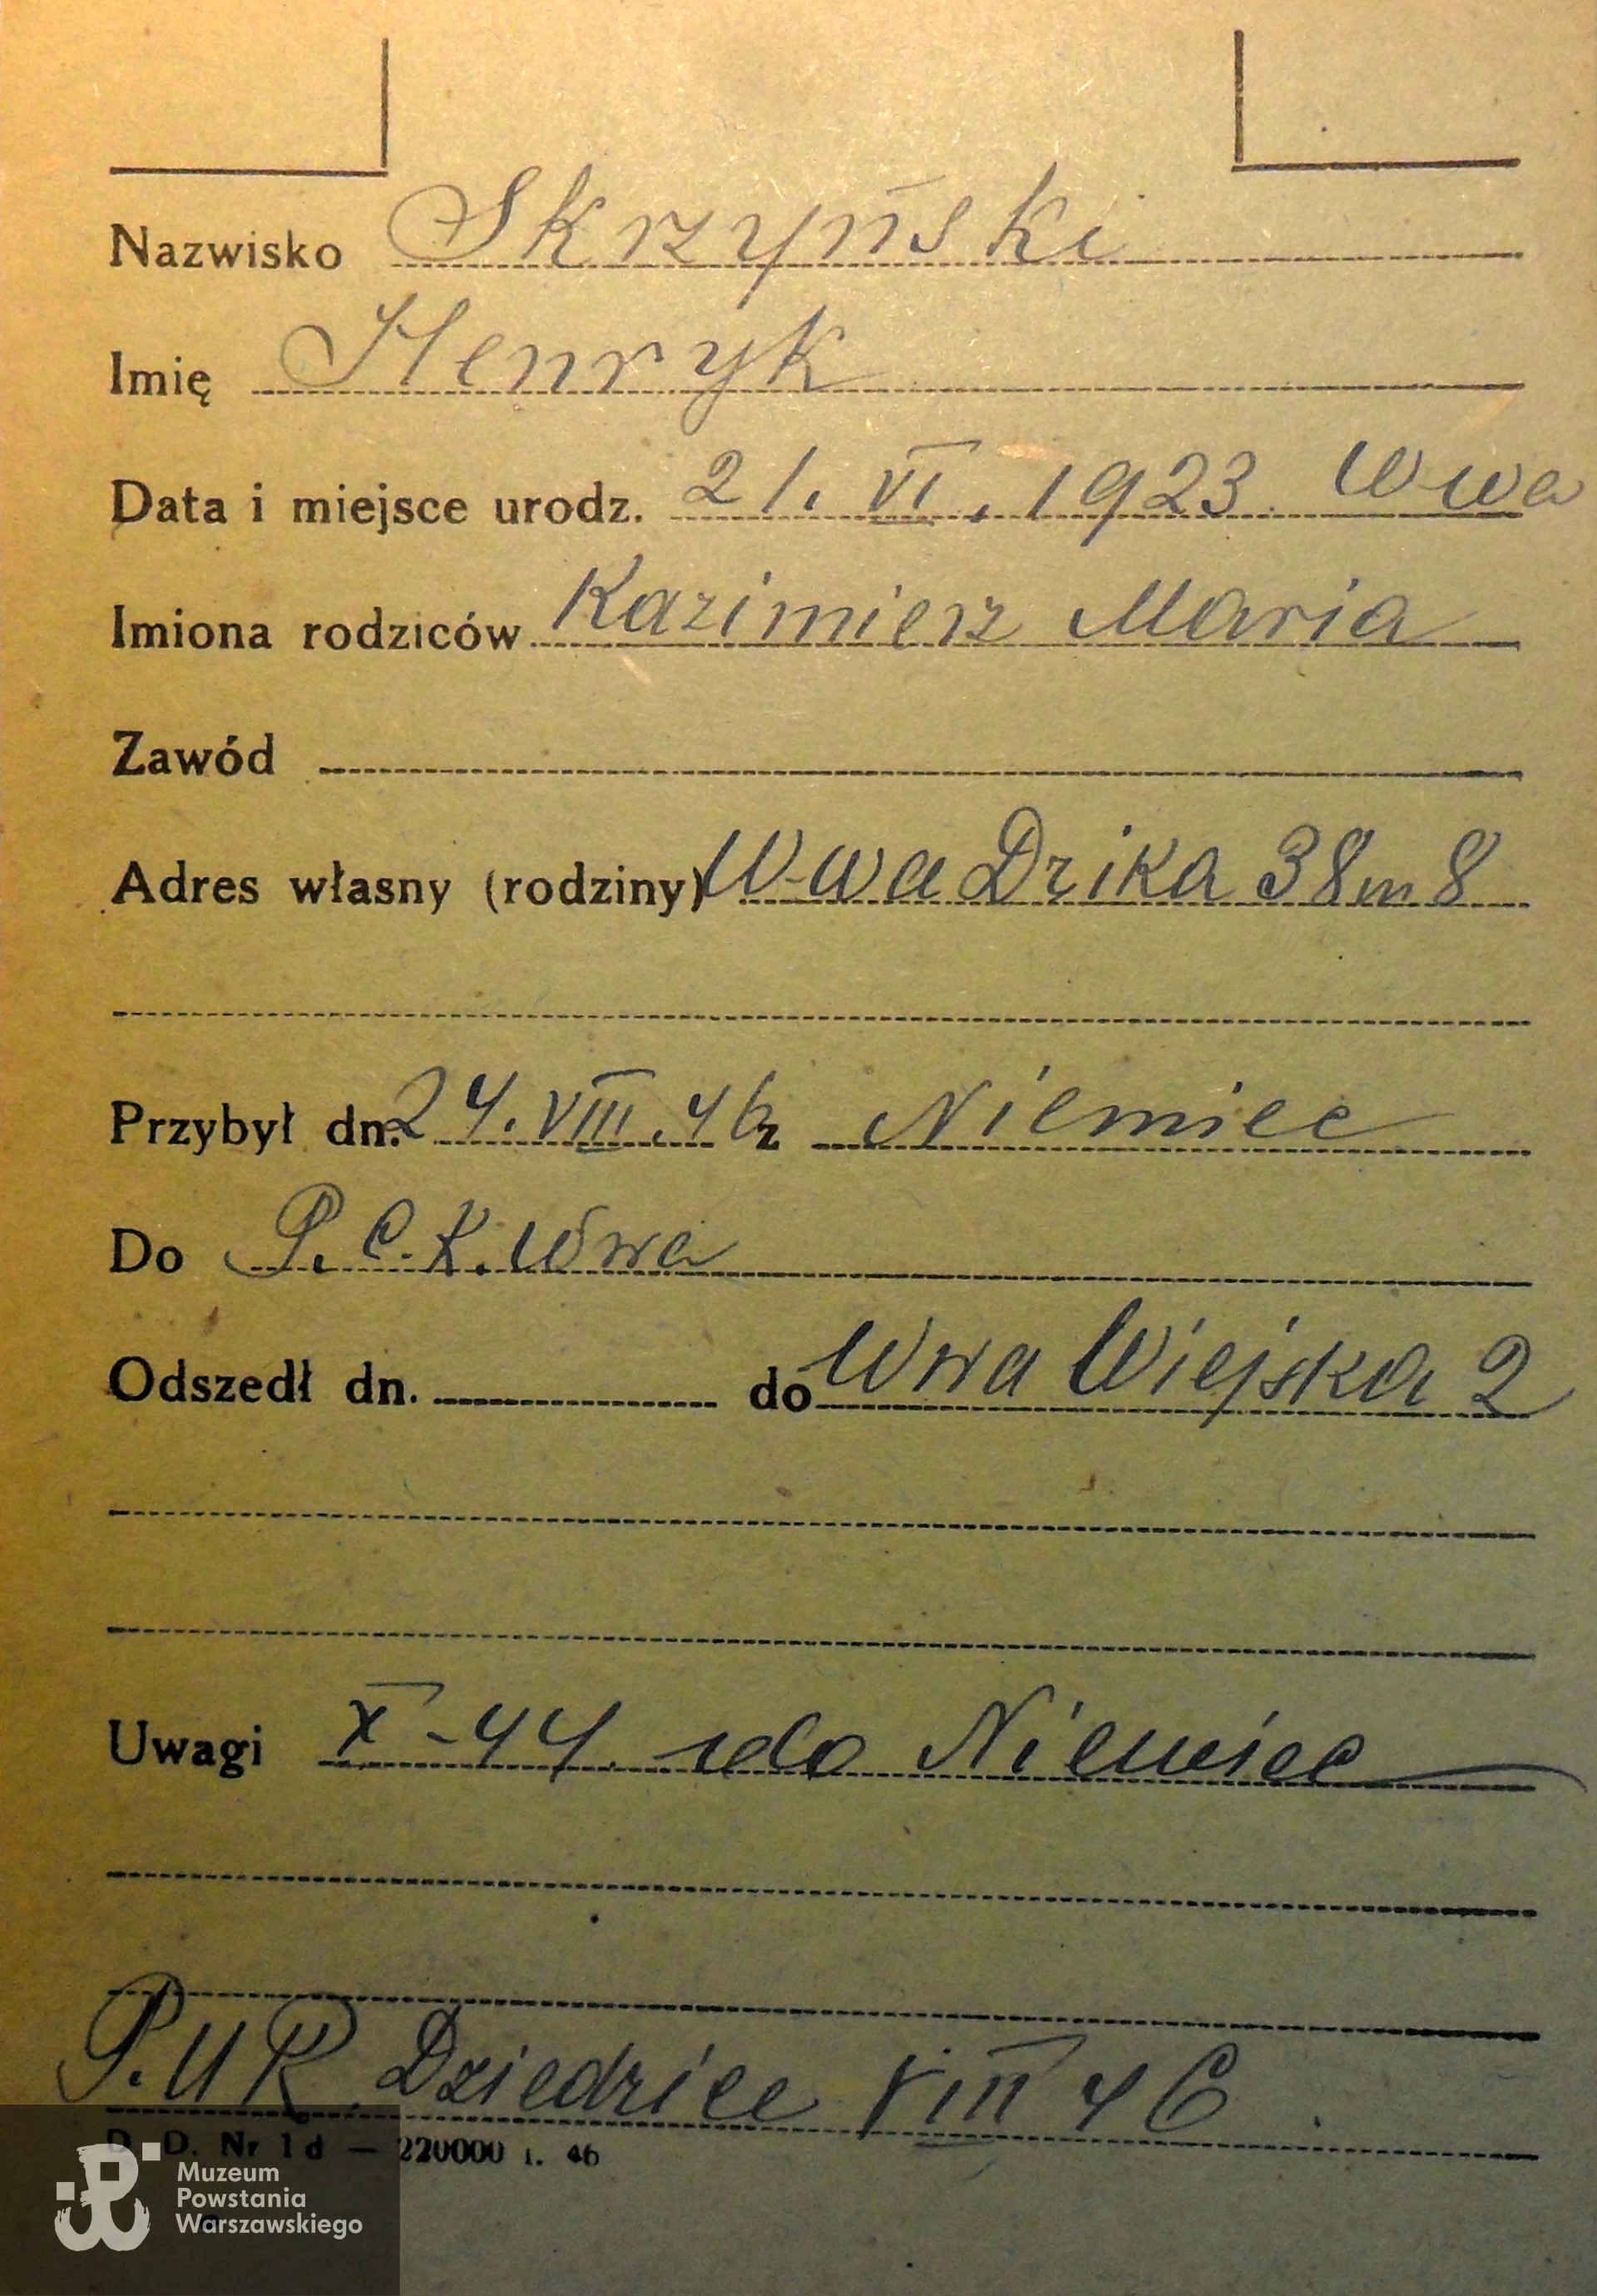 Nazwisko Skrzyński
Imię Henryk
Data i miejsce urodz. 21. VI. 1923. Wwa
Imiona rodziców Kazimierz Maria
Zawód
Adres własny (rodziny) W-wa Dzika 38 m 8
Przybył dn. 24. VIII. 46 z Niemiec
Do P.C.K. Wwa
Odszedł dn. do Wwa Wiejska 2
Uwagi X-44. do Niemiec
P.U.R. Dziedzice VIII 46
D. D. Nr 1 d — 220000 i. 46
Muzeum
Powstania
Warszawskiego